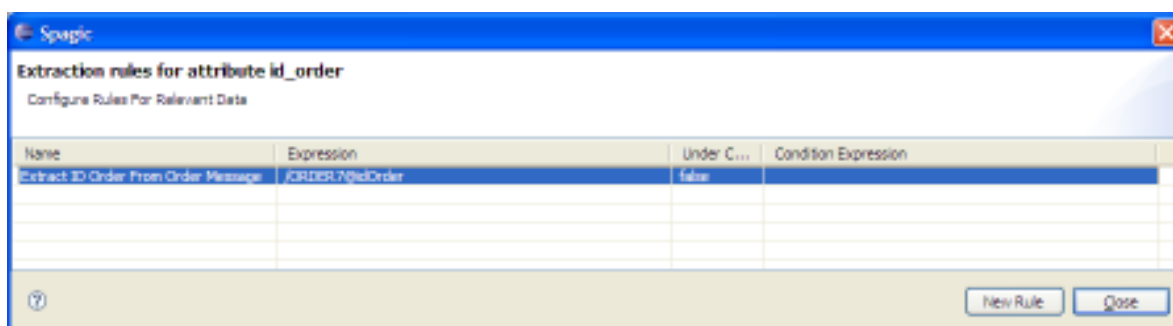 Spagic
Extraction rules for attribute id_order
Configure Rules For Relevant Data
Name Expression Under C... Condition Expression
Extract ID Order From Order Message /ORDER/@idOrder false
New Rule Close